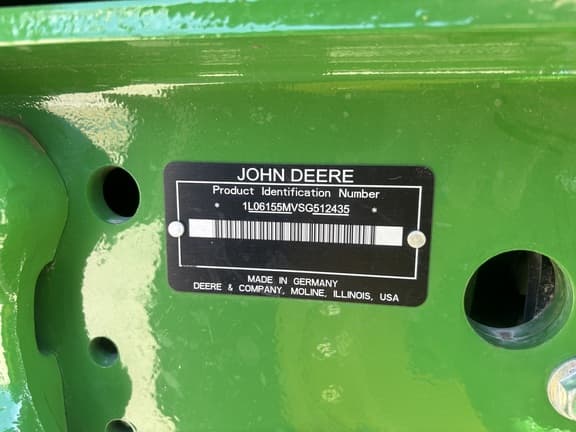 JOHN DEERE
Product Identification Number
* 1L06155MVSG512435 *
MADE IN GERMANY
DEERE & COMPANY, MOLINE, ILLINOIS, USA